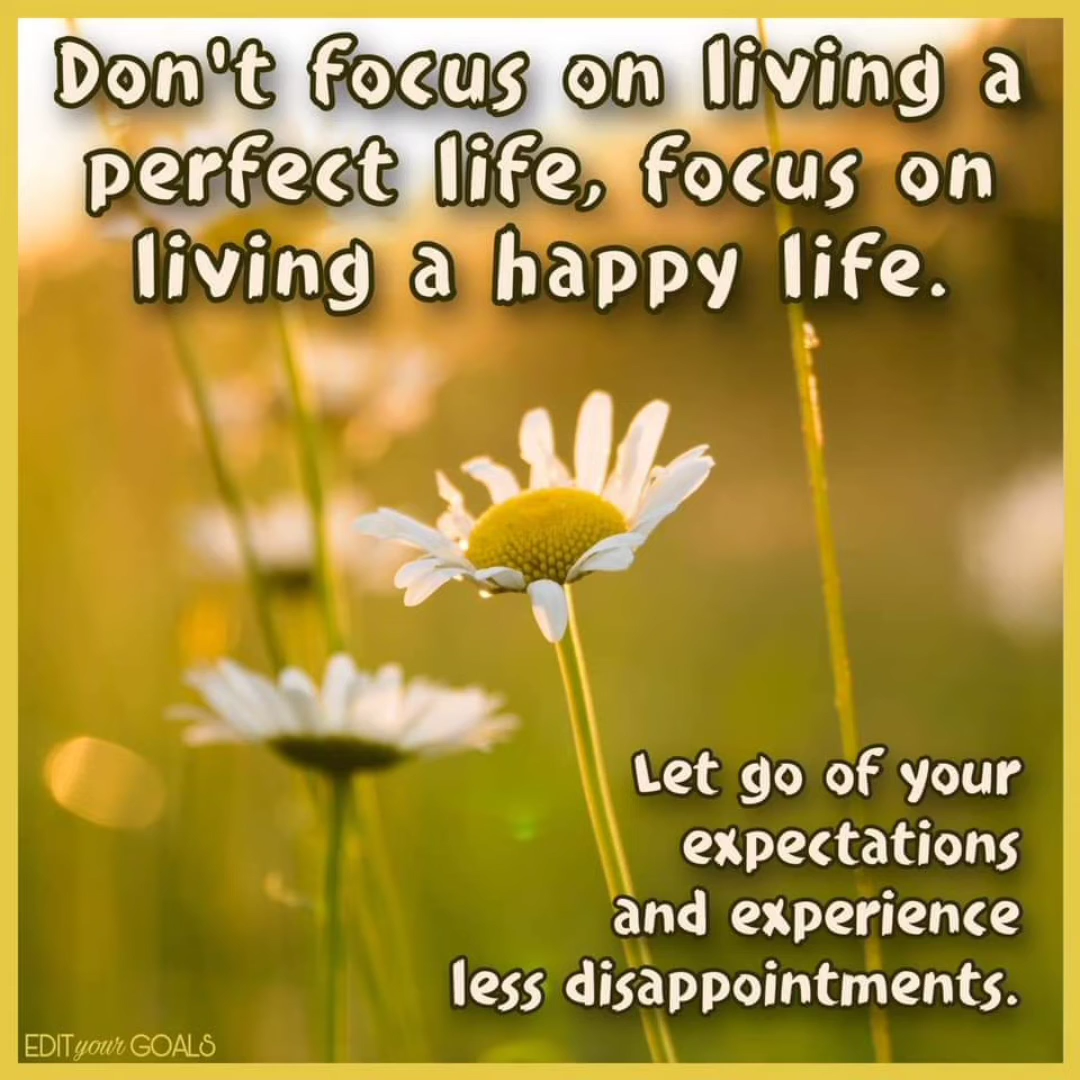 Don't focus on living a
perfect life, focus on
living a happy life.
Let go of your
expectations
and experience
less disappointments.
EDIT your GOALS